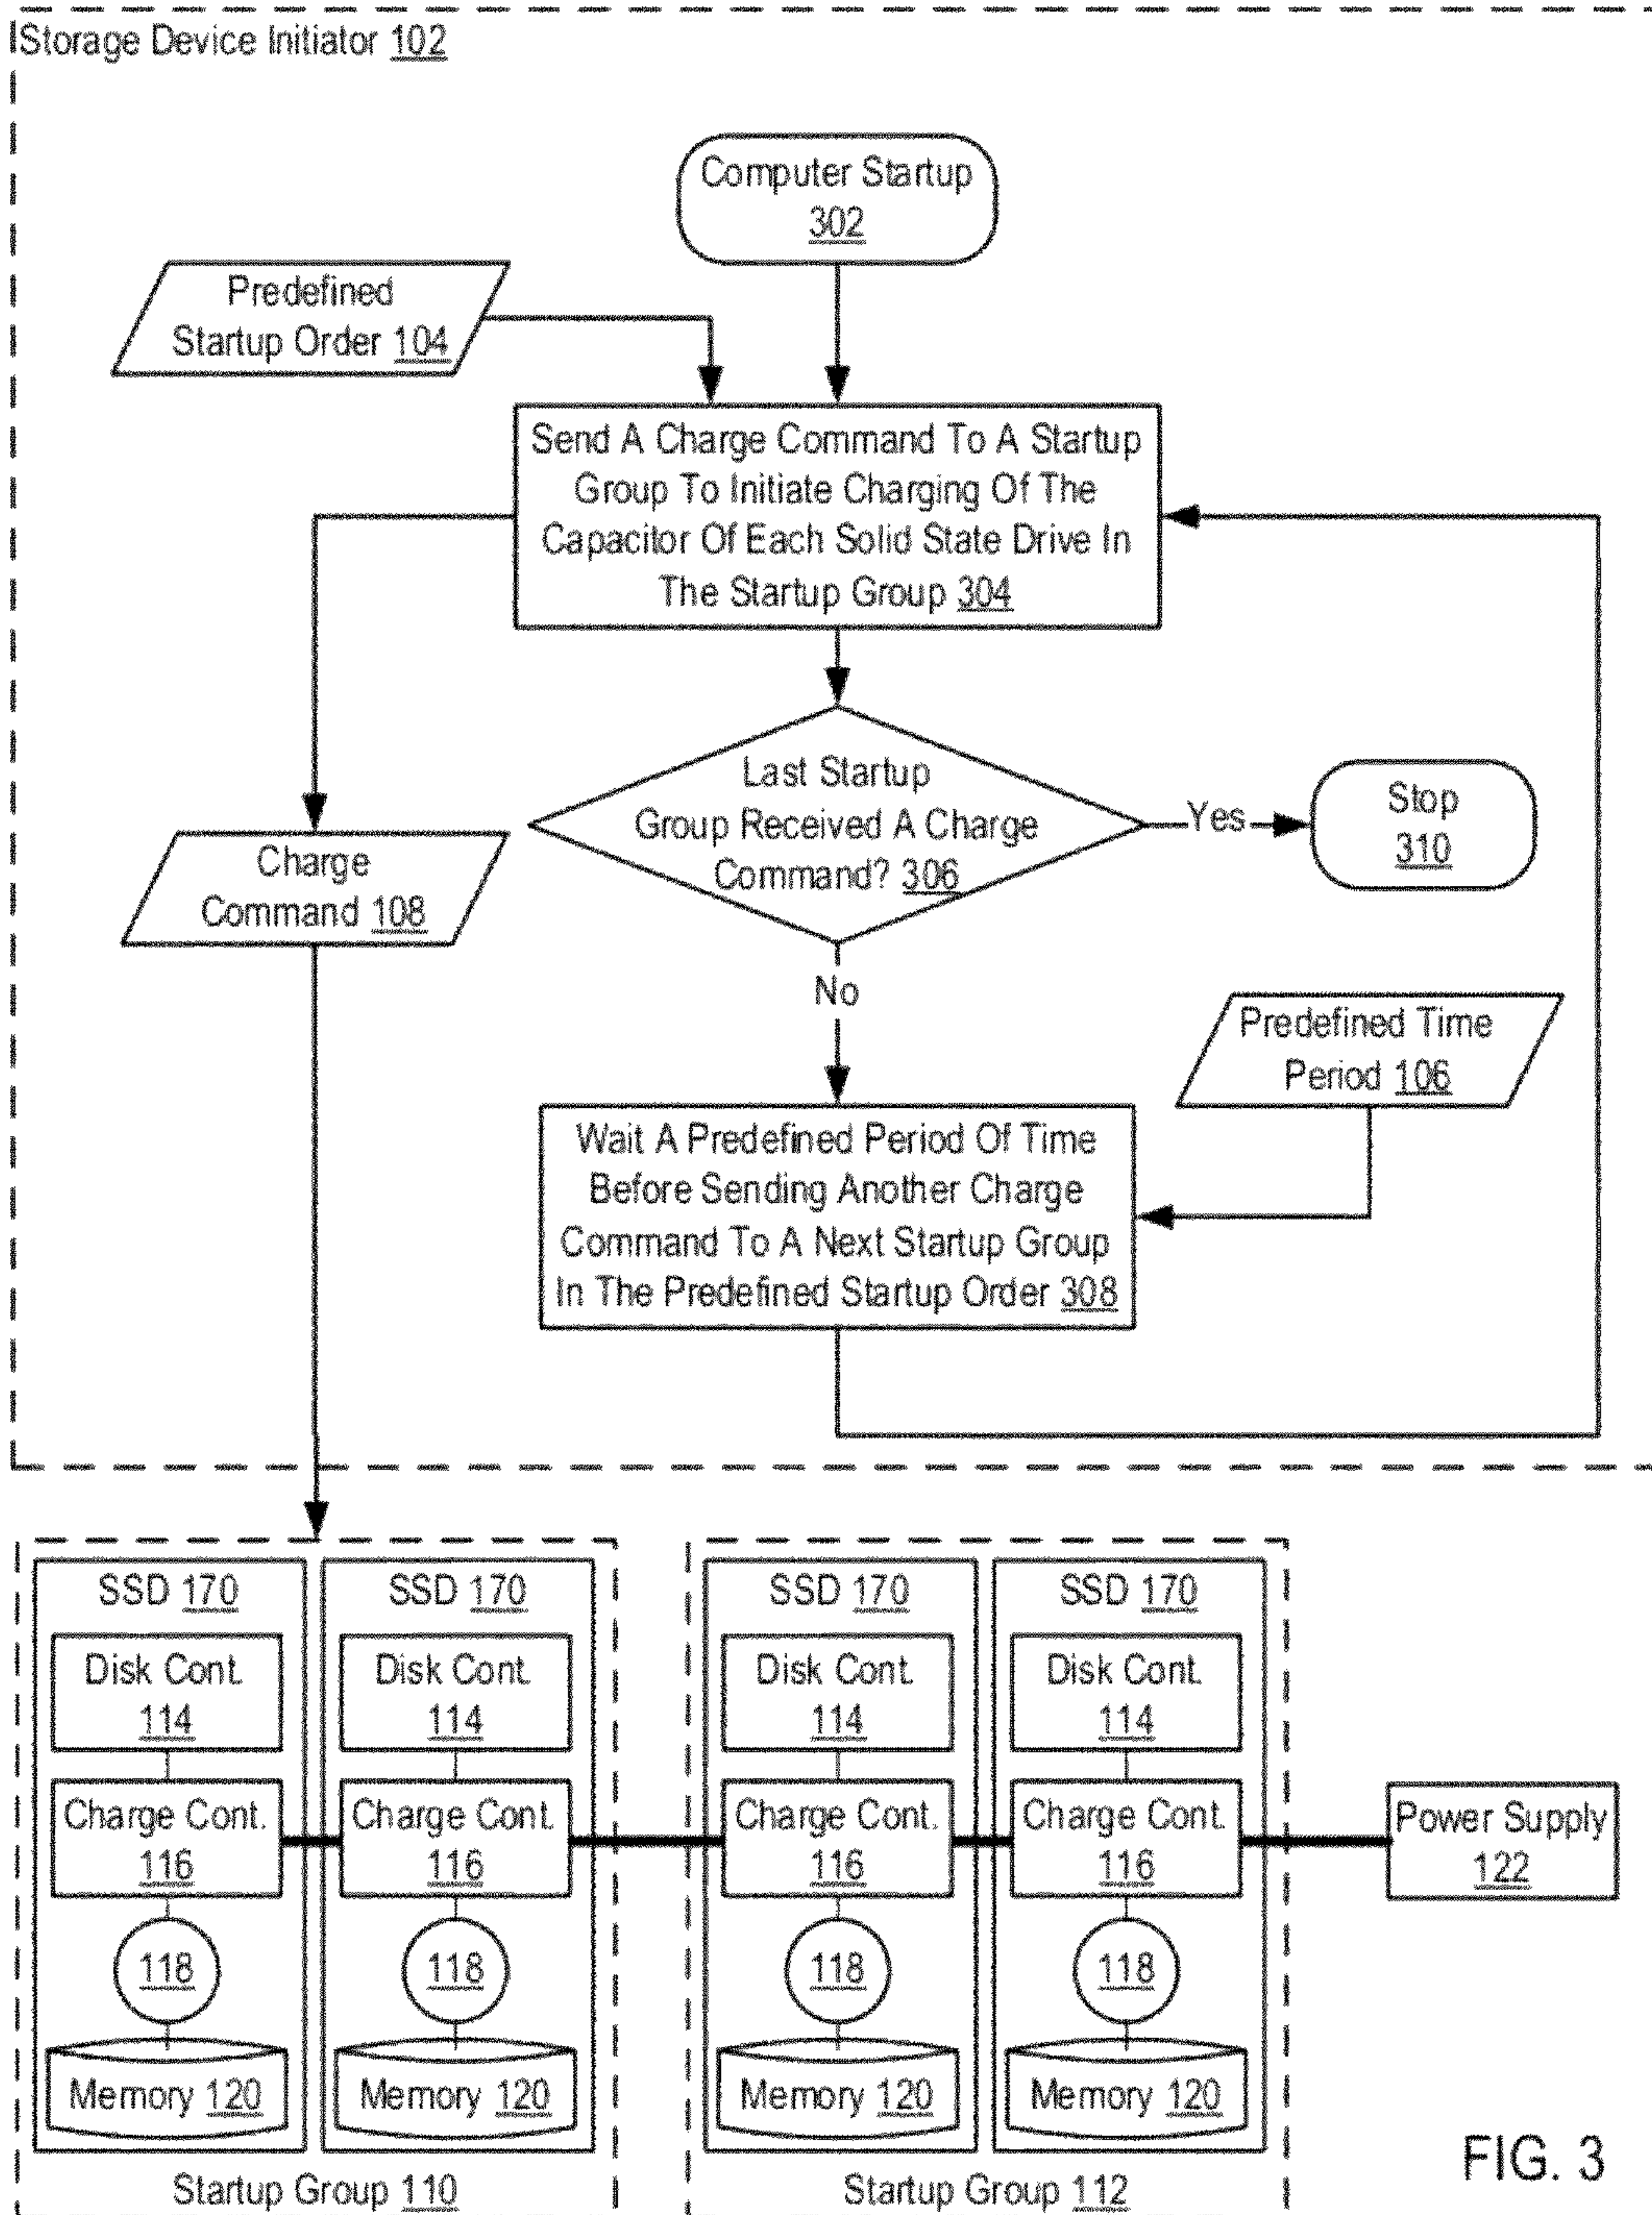 Storage Device Initiator 102
Computer Startup
302
Predefined
Startup Order 104
Send A Charge Command To A Startup
Group To Initiate Charging Of The
Capacitor Of Each Solid State Drive In
The Startup Group 304
Last Startup
Group Received A Charge
Command? 306
Yes
Stop
310
Charge
Command 108
No
Predefined Time
Period 106
Wait A Predefined Period Of Time
Before Sending Another Charge
Command To A Next Startup Group
In The Predefined Startup Order 308
SSD 170
Disk Cont.
114
Charge Cont.
116
118
Memory 120
SSD 170
Disk Cont.
114
Charge Cont.
116
118
Memory 120
Startup Group 110
SSD 170
Disk Cont.
114
Charge Cont.
116
118
Memory 120
SSD 170
Disk Cont.
114
Charge Cont.
116
118
Memory 120
Startup Group 112
Power Supply
122
FIG. 3